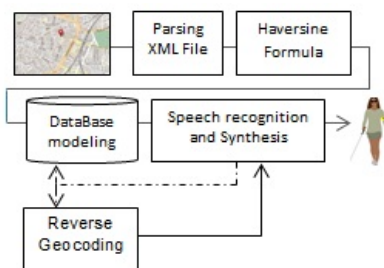 Parsing
XML File
Haversine
Formula
DataBase
modeling
Speech recognition
and Synthesis
Reverse
Geocoding